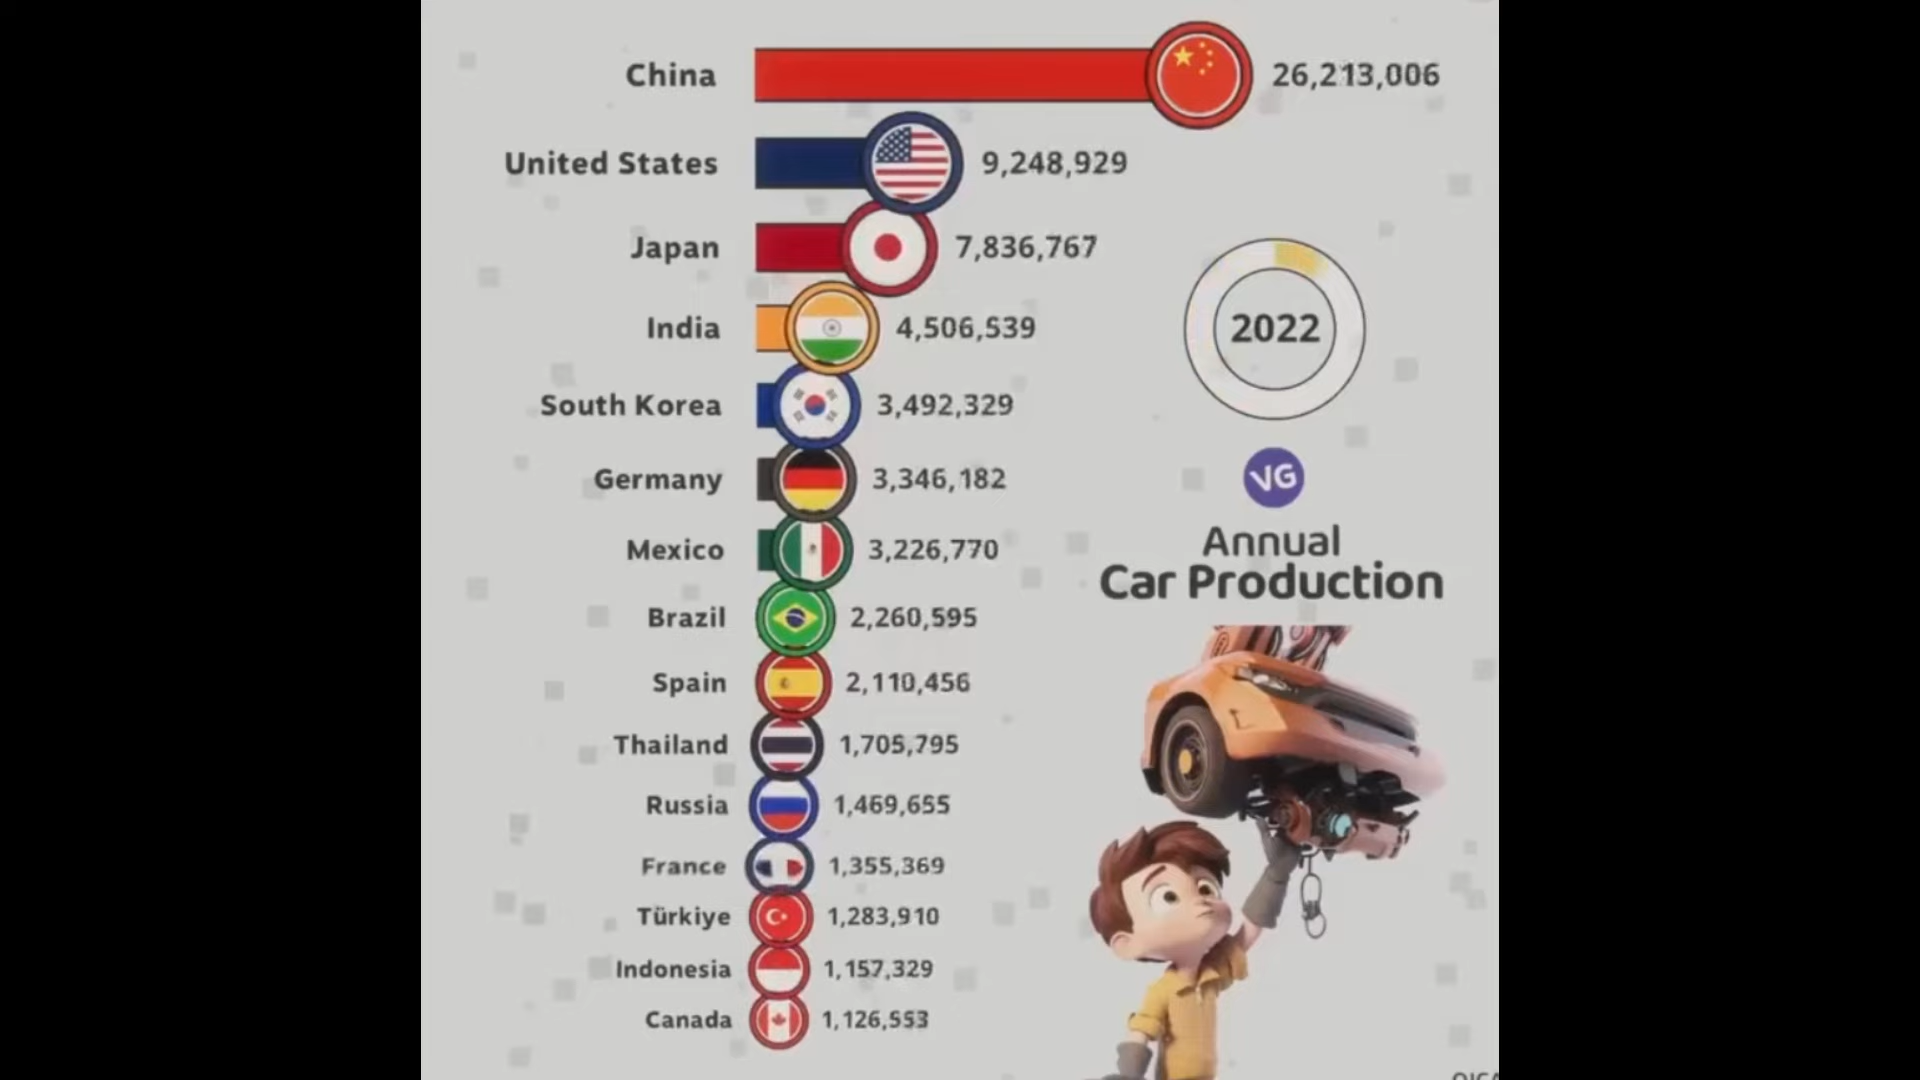 China 26,213,006
United States 9,248,929
Japan 7,836,767
India 4,506,539
2022
South Korea 3,492,329
Germany 3,346,182
VG
Annual
Car Production
Mexico 3,226,770
Brazil 2,260,595
Spain 2,110,456
Thailand 1,705,795
Russia 1,469,655
France 1,355,369
Türkiye 1,283,910
Indonesia 1,157,329
Canada 1,126,553